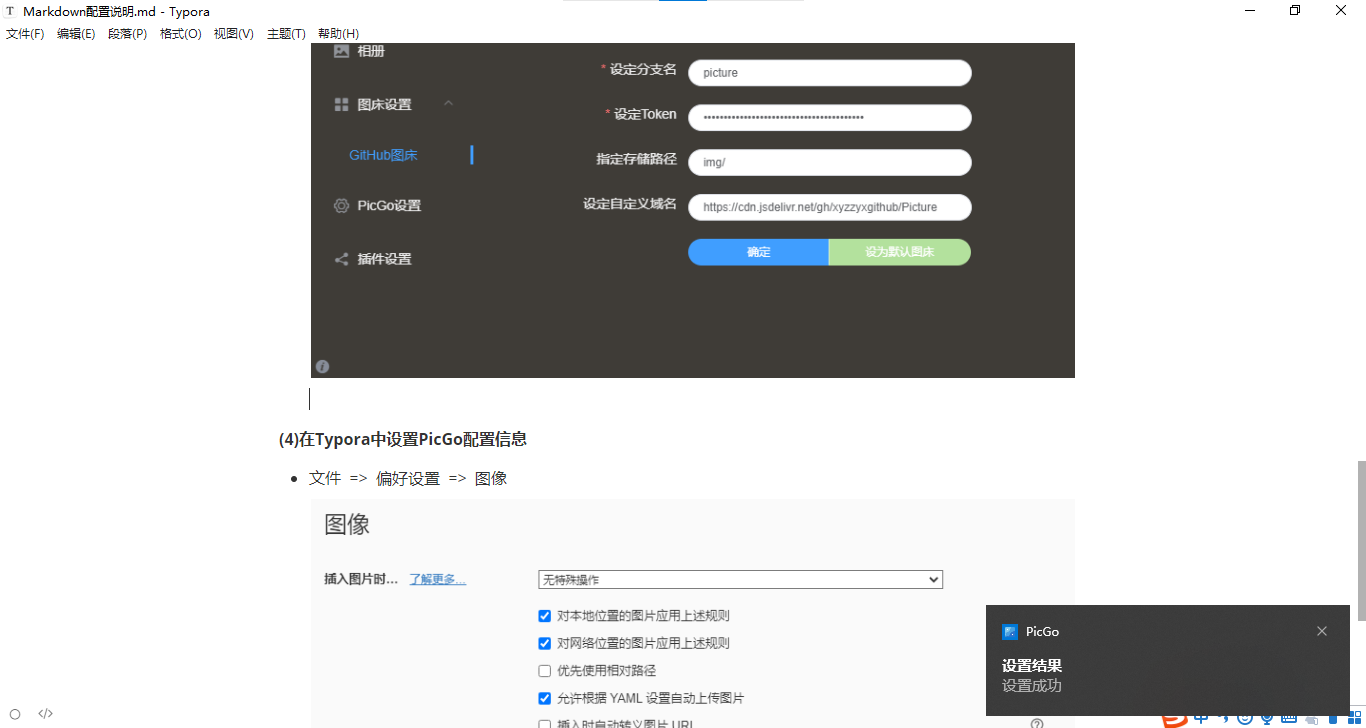 Markdown配置说明.md - Typora
文件(F) 编辑(E) 段落(P) 格式(O) 视图(V) 主题(T) 帮助(H)
相册
* 设定分支名 picture
图床设置
* 设定Token
GitHub图床
指定存储路径 img/
PicGo设置
设定自定义域名 https://cdn.jsdelivr.net/gh/xyzzyxgithub/Picture
确定 设为默认图床
插件设置
(4)在Typora中设置PicGo配置信息
文件 => 偏好设置 => 图像
图像
插入图片时... 了解更多... 无特殊操作
对本地位置的图片应用上述规则
对网络位置的图片应用上述规则
优先使用相对路径
允许根据 YAML 设置自动上传图片
插入时自动转义图片 URL
PicGo
设置结果
设置成功
中